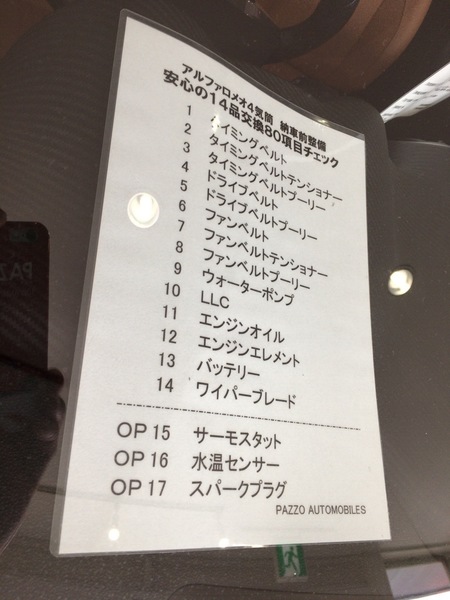 アルファロメオ4気筒 納車前整備
安心の14品交換80項目チェック
1 タイミングベルト
2 タイミングベルトテンショナー
3 タイミングベルトプーリー
4 ドライブベルト
5 ドライブベルトプーリー
6 ファンベルト
7 ファンベルトテンショナー
8 ファンベルトプーリー
9 ウォーターポンプ
10 LLC
11 エンジンオイル
12 エンジンエレメント
13 バッテリー
14 ワイパーブレード
OP 15 サーモスタット
OP 16 水温センサー
OP 17 スパークプラグ
PAZZO AUTOMOBILES